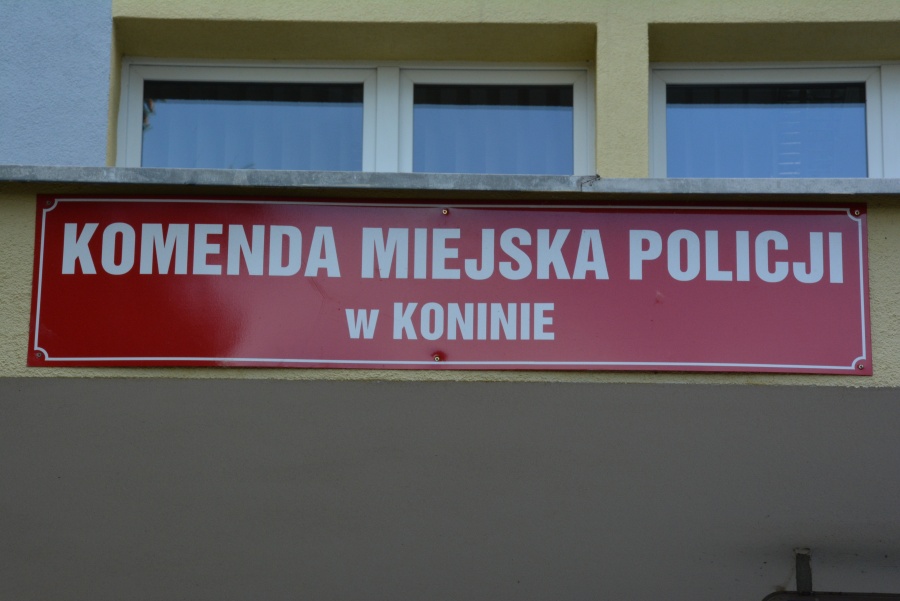 KOMENDA MIEJSKA POLICJI
w KONINIE